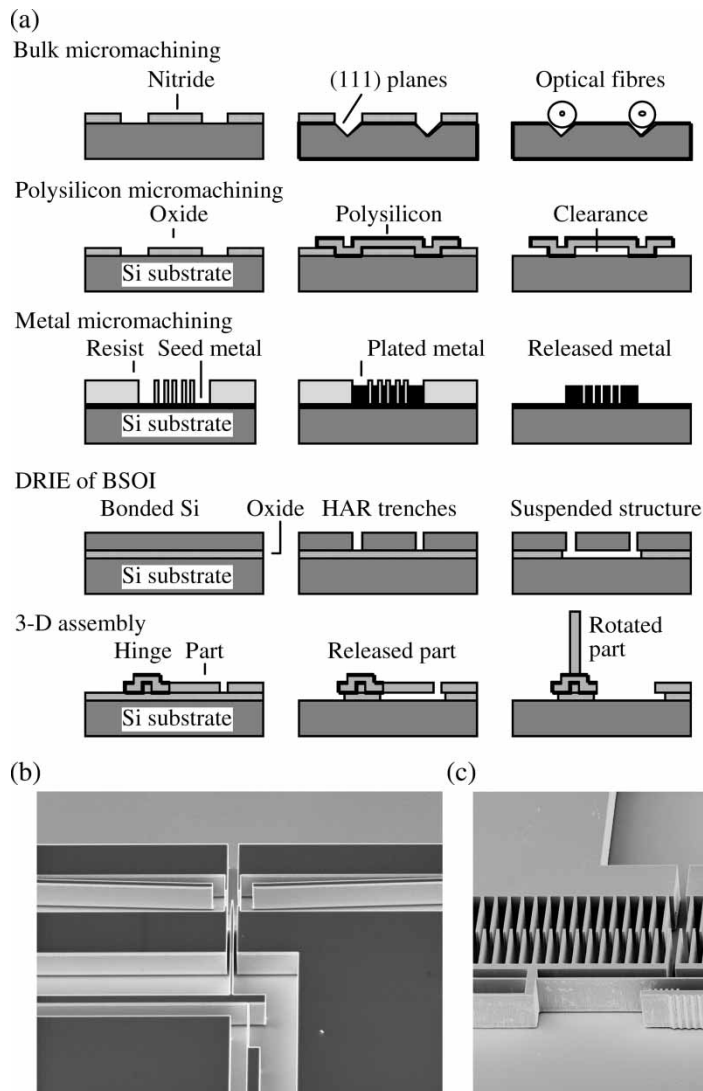 (a)
Bulk micromachining
Nitride
(111) planes
Optical fibres
Polysilicon micromachining
Oxide
Polysilicon
Clearance
Si substrate
Metal micromachining
Resist
Seed metal
Plated metal
Released metal
Si substrate
DRIE of BSOI
Bonded Si
Oxide
HAR trenches
Suspended structure
Si substrate
3-D assembly
Hinge
Part
Released part
Rotated
part
Si substrate
(b)
(c)